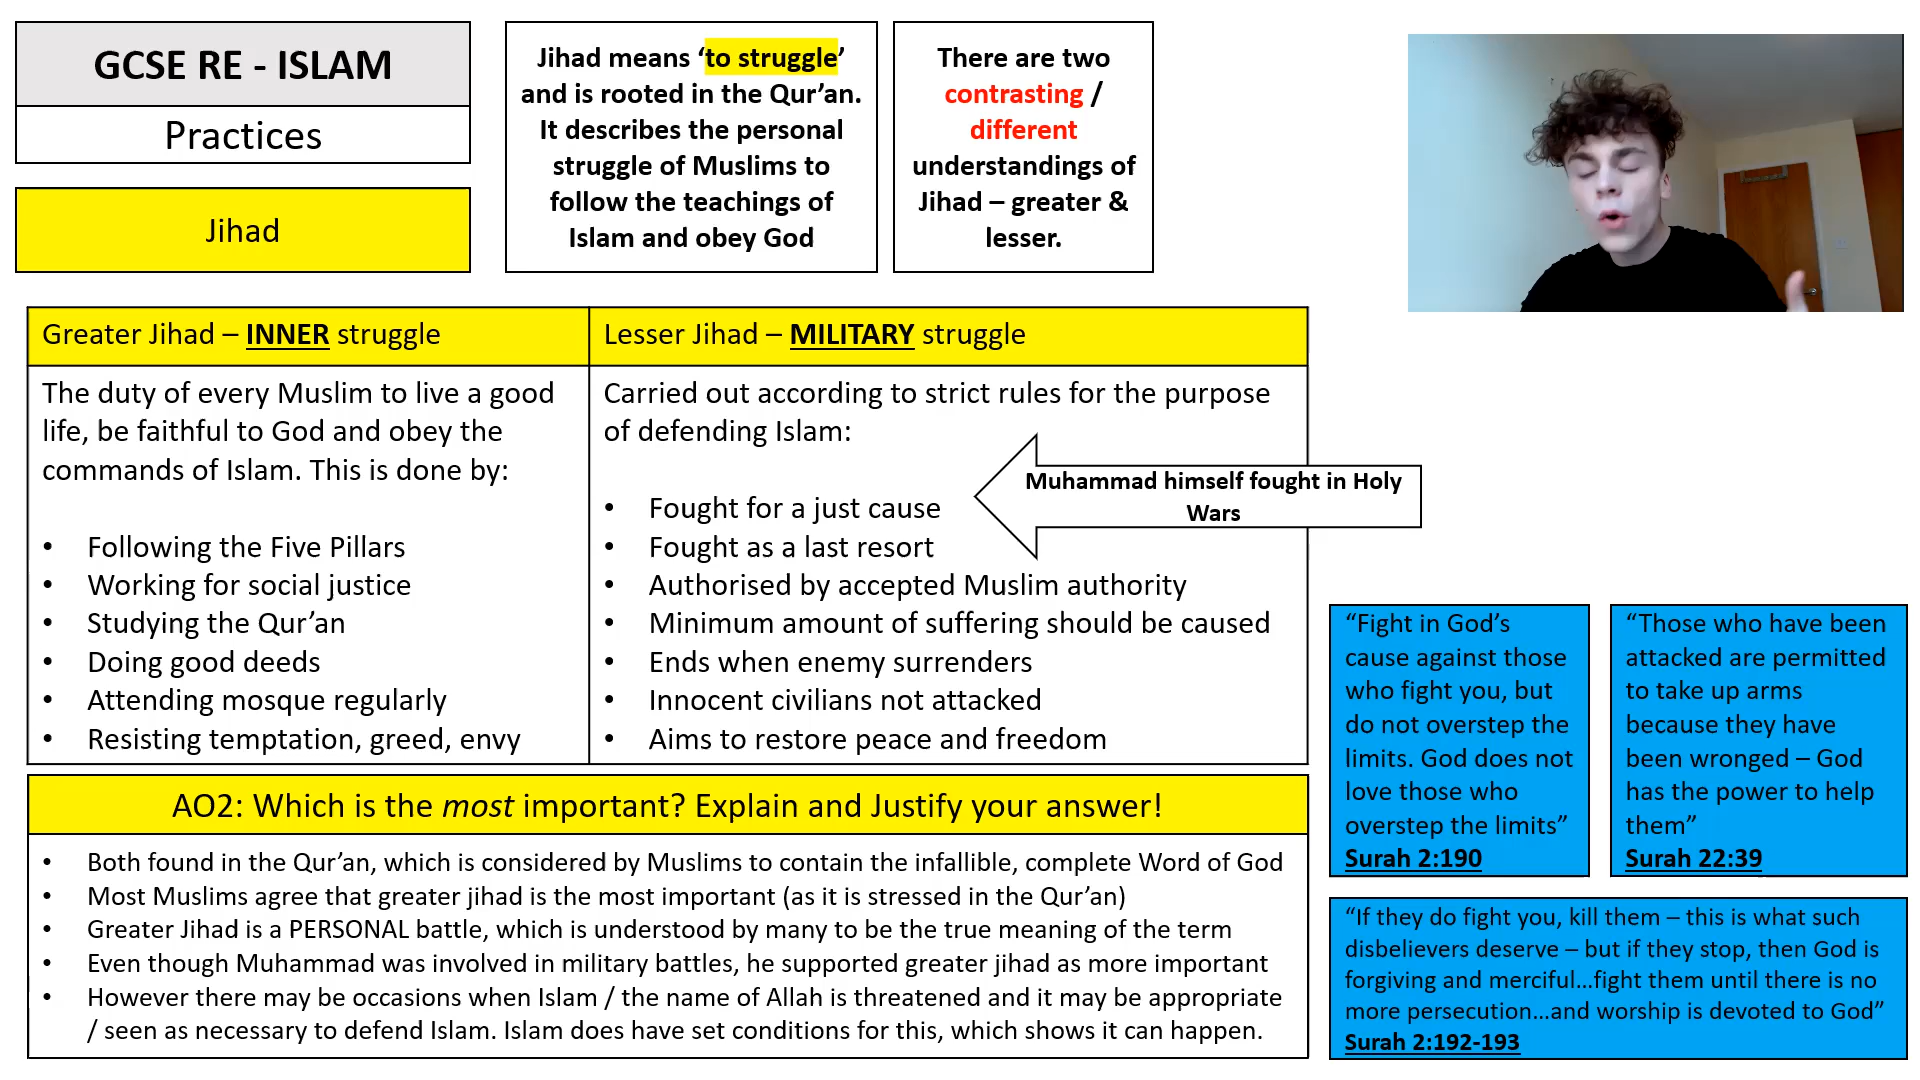 GCSE RE - ISLAM
Practices
Jihad
Jihad means ‘to struggle’
and is rooted in the Qur’an.
It describes the personal
struggle of Muslims to
follow the teachings of
Islam and obey God
There are two
contrasting /
different
understandings of
Jihad – greater &
lesser.
Greater Jihad – INNER struggle
The duty of every Muslim to live a good
life, be faithful to God and obey the
commands of Islam. This is done by:
• Following the Five Pillars
• Working for social justice
• Studying the Qur’an
• Doing good deeds
• Attending mosque regularly
• Resisting temptation, greed, envy
Lesser Jihad – MILITARY struggle
Carried out according to strict rules for the purpose
of defending Islam:
• Fought for a just cause
• Fought as a last resort
• Authorised by accepted Muslim authority
• Minimum amount of suffering should be caused
• Ends when enemy surrenders
• Innocent civilians not attacked
• Aims to restore peace and freedom
Muhammad himself fought in Holy
Wars
AO2: Which is the most important? Explain and Justify your answer!
• Both found in the Qur’an, which is considered by Muslims to contain the infallible, complete Word of God
• Most Muslims agree that greater jihad is the most important (as it is stressed in the Qur’an)
• Greater Jihad is a PERSONAL battle, which is understood by many to be the true meaning of the term
• Even though Muhammad was involved in military battles, he supported greater jihad as more important
• However there may be occasions when Islam / the name of Allah is threatened and it may be appropriate
/ seen as necessary to defend Islam. Islam does have set conditions for this, which shows it can happen.
“Fight in God’s
cause against those
who fight you, but
do not overstep the
limits. God does not
love those who
overstep the limits”
Surah 2:190
“Those who have been
attacked are permitted
to take up arms
because they have
been wronged – God
has the power to help
them”
Surah 22:39
“If they do fight you, kill them – this is what such
disbelievers deserve – but if they stop, then God is
forgiving and merciful…fight them until there is no
more persecution…and worship is devoted to God”
Surah 2:192-193